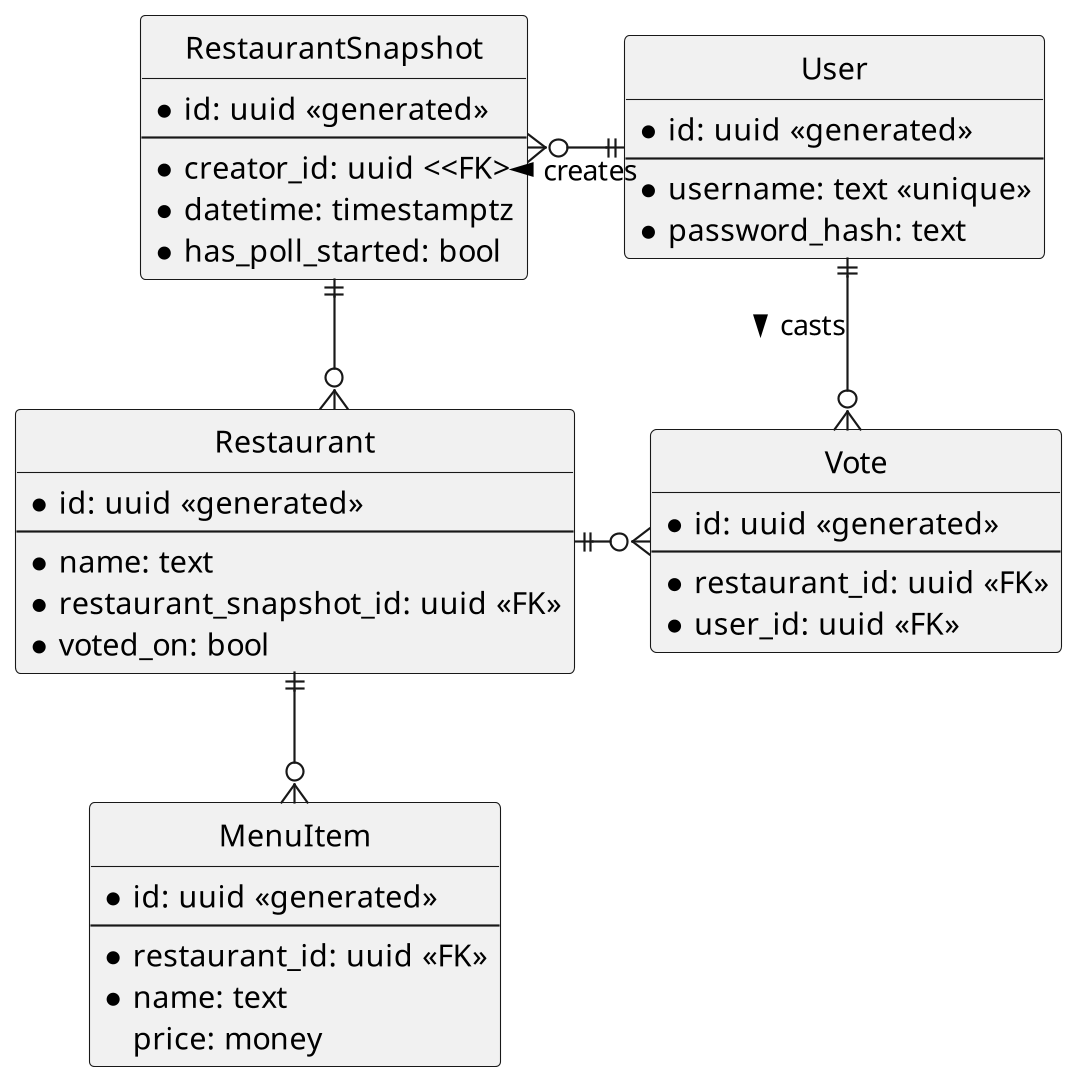 RestaurantSnapshot
* id: uuid «generated»
* creator_id: uuid <<FK>
* datetime: timestamptz
* has_poll_started: bool
creates
User
* id: uuid «generated»
* username: text «unique»
* password_hash: text
casts
Restaurant
* id: uuid «generated»
* name: text
* restaurant_snapshot_id: uuid «FK»
* voted_on: bool
Vote
* id: uuid «generated»
* restaurant_id: uuid «FK»
* user_id: uuid «FK»
MenuItem
* id: uuid «generated»
* restaurant_id: uuid «FK»
* name: text
price: money